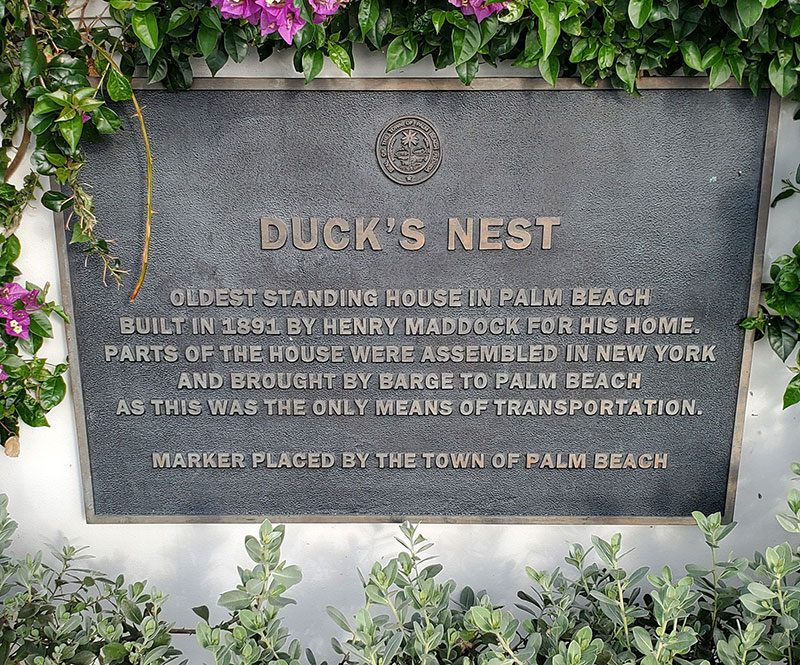 DUCK'S NEST
OLDEST STANDING HOUSE IN PALM BEACH
BUILT IN 1891 BY HENRY MADDOCK FOR HIS HOME.
PARTS OF THE HOUSE WERE ASSEMBLED IN NEW YORK
AND BROUGHT BY BARGE TO PALM BEACH
AS THIS WAS THE ONLY MEANS OF TRANSPORTATION.
MARKER PLACED BY THE TOWN OF PALM BEACH